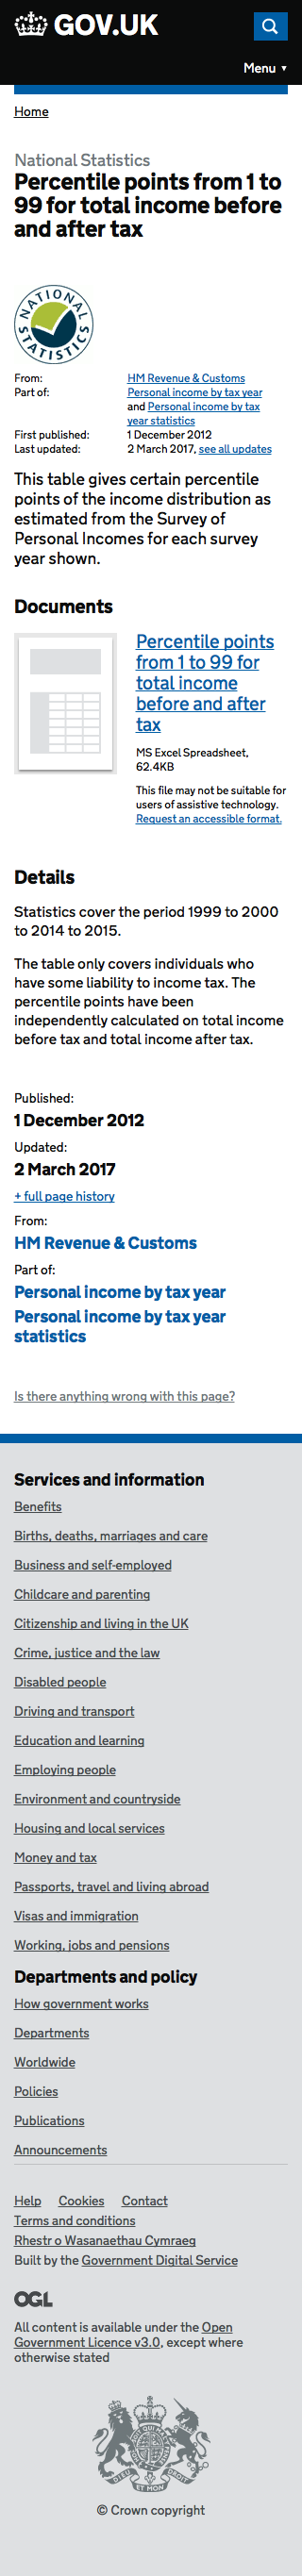 GOV.UK
Menu ▼
Home
National Statistics
Percentile points from 1 to
99 for total income before
and after tax
NATIONAL STATISTICS
From: HM Revenue & Customs
Part of: Personal income by tax year
and Personal income by tax
year statistics
First published: 1 December 2012
Last updated: 2 March 2017, see all updates
This table gives certain percentile
points of the income distribution as
estimated from the Survey of
Personal Incomes for each survey
year shown.
Documents
Percentile points
from 1 to 99 for
total income
before and after
tax
MS Excel Spreadsheet,
62.4KB
This file may not be suitable for
users of assistive technology.
Request an accessible format.
Details
Statistics cover the period 1999 to 2000
to 2014 to 2015.
The table only covers individuals who
have some liability to income tax. The
percentile points have been
independently calculated on total income
before tax and total income after tax.
Published:
1 December 2012
Updated:
2 March 2017
+ full page history
From:
HM Revenue & Customs
Part of:
Personal income by tax year
Personal income by tax year
statistics
Is there anything wrong with this page?
Services and information
Benefits
Births, deaths, marriages and care
Business and self-employed
Childcare and parenting
Citizenship and living in the UK
Crime, justice and the law
Disabled people
Driving and transport
Education and learning
Employing people
Environment and countryside
Housing and local services
Money and tax
Passports, travel and living abroad
Visas and immigration
Working, jobs and pensions
Departments and policy
How government works
Departments
Worldwide
Policies
Publications
Announcements
Help Cookies Contact
Terms and conditions
Rhestr o Wasanaethau Cymraeg
Built by the Government Digital Service
OGL
All content is available under the Open
Government Licence v3.0, except where
otherwise stated
DIEU ET MON
© Crown copyright